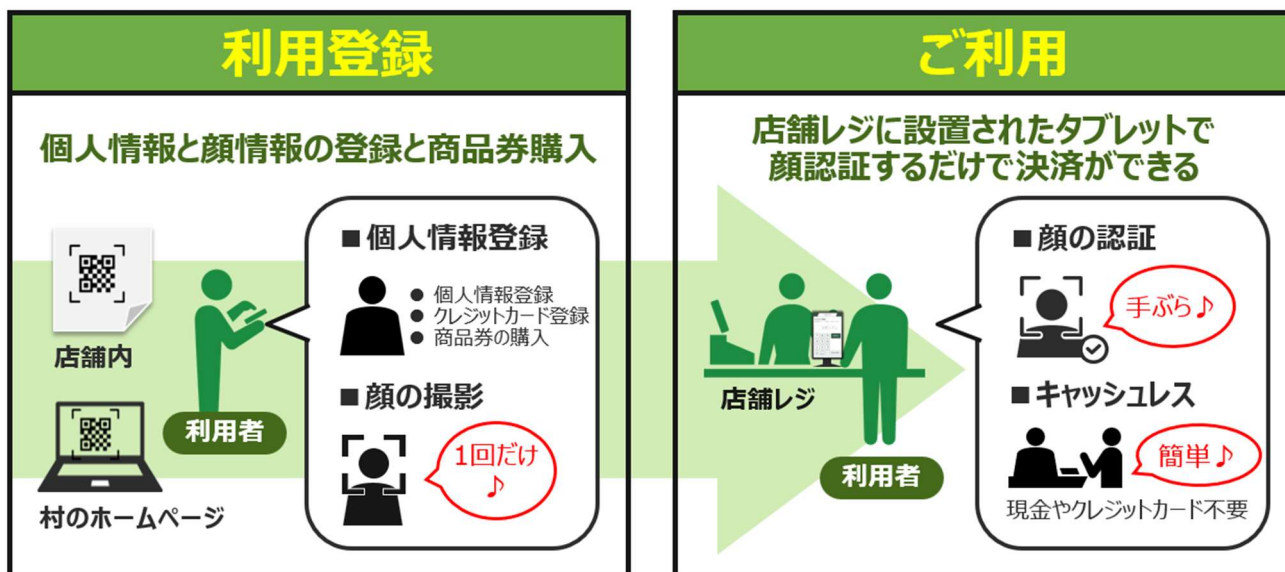 利用登録
個人情報と顔情報の登録と商品券購入
店舗内
村のホームページ
利用者
■個人情報登録
● 個人情報登録
● クレジットカード登録
● 商品券の購入
■顔の撮影
1回だけ
♪
ご利用
店舗レジに設置されたタブレットで
顔認証するだけで決済ができる
店舗レジ
利用者
■顔の認証
手ぶら♪
■キャッシュレス
簡単♪
現金やクレジットカード不要